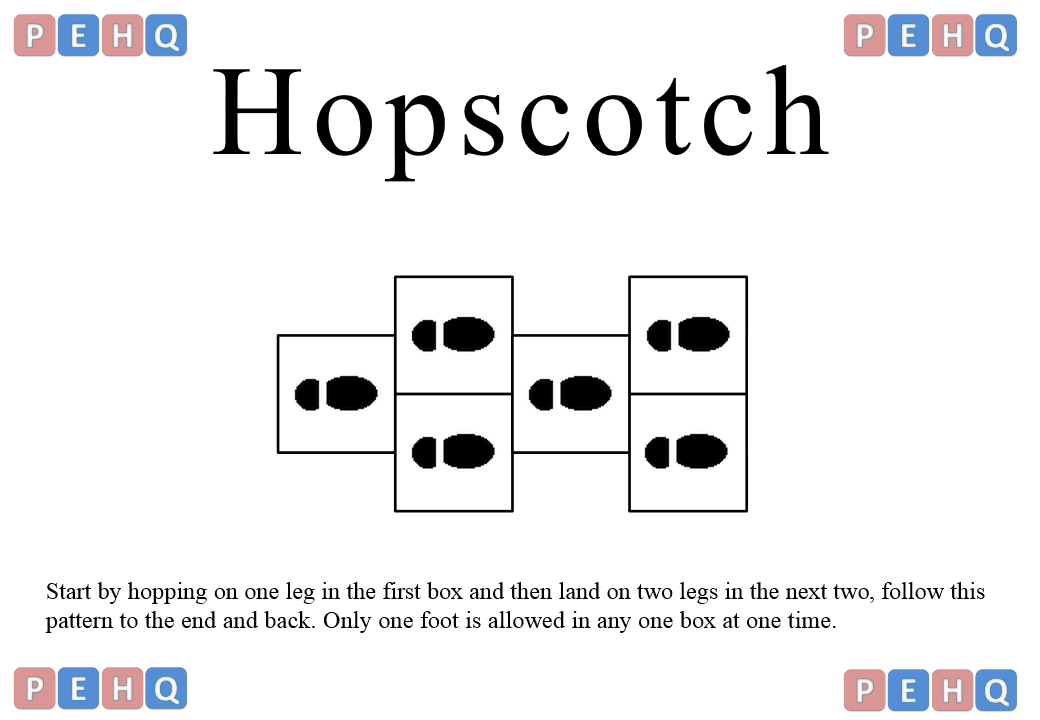 PEHQ PEHQ
Hopscotch
Start by hopping on one leg in the first box and then land on two legs in the next two, follow this
pattern to the end and back. Only one foot is allowed in any one box at one time.
PEHQ PEHQ